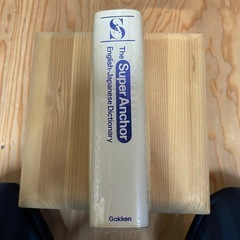 The
Super Anchor
English-Japanese Dictionary
Gakken